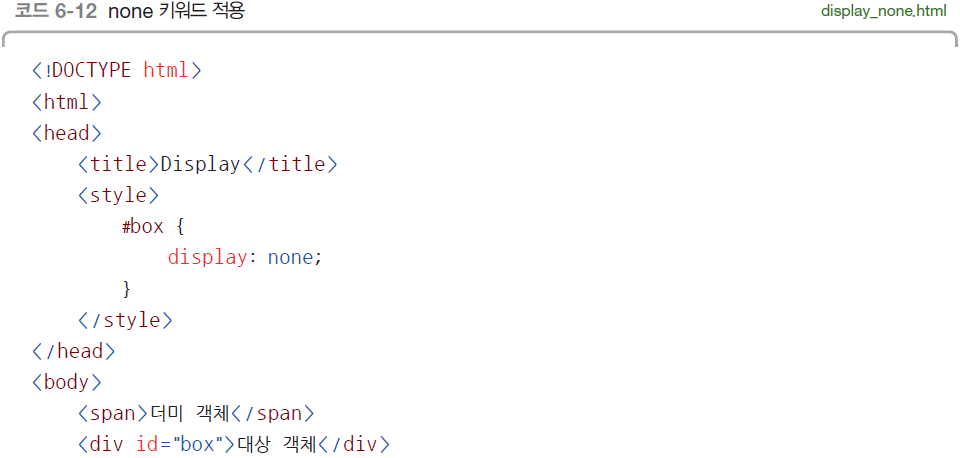 코드 6-12 none 키워드 적용 display_none.html
<!DOCTYPE html>
<html>
<head>
<title>Display</title>
<style>
#box {
display: none;
}
</style>
</head>
<body>
<span>더미 객체</span>
<div id="box">대상 객체</div>